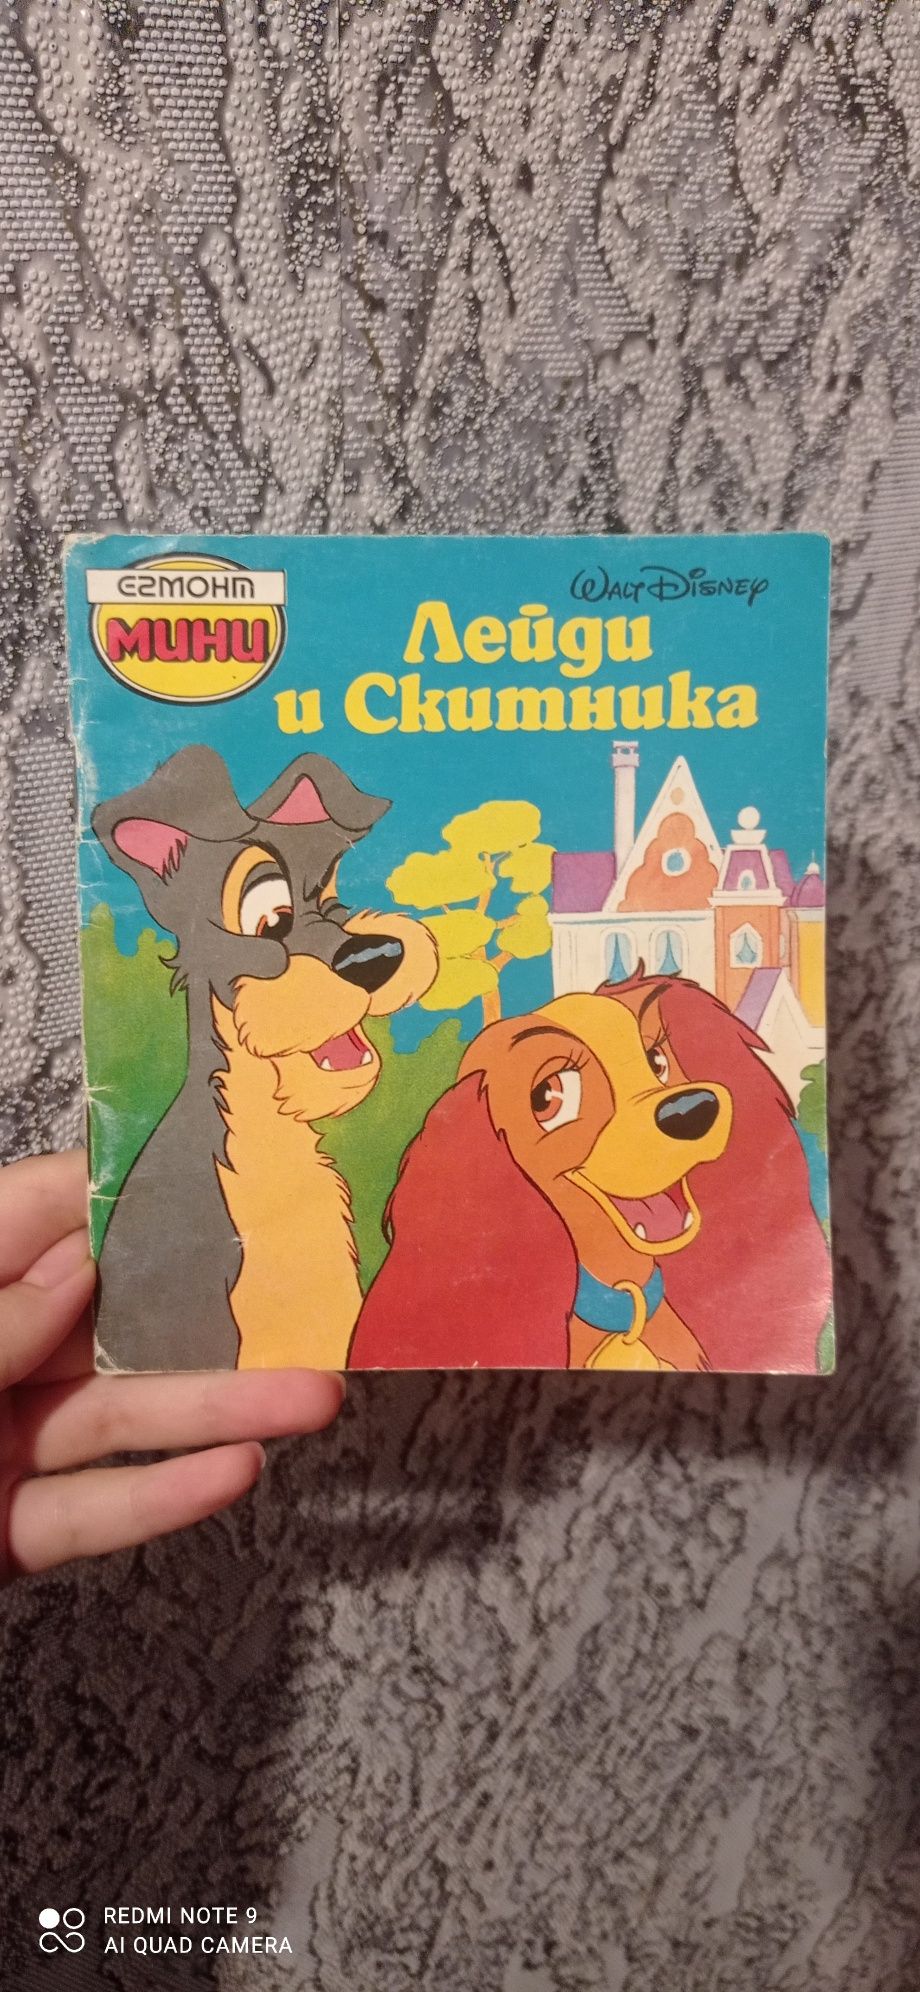 ЕГМОНТ
МИНИ
WALT DISNEY
Лейди
и Скитника
REDMI NOTE 9
AI QUAD CAMERA